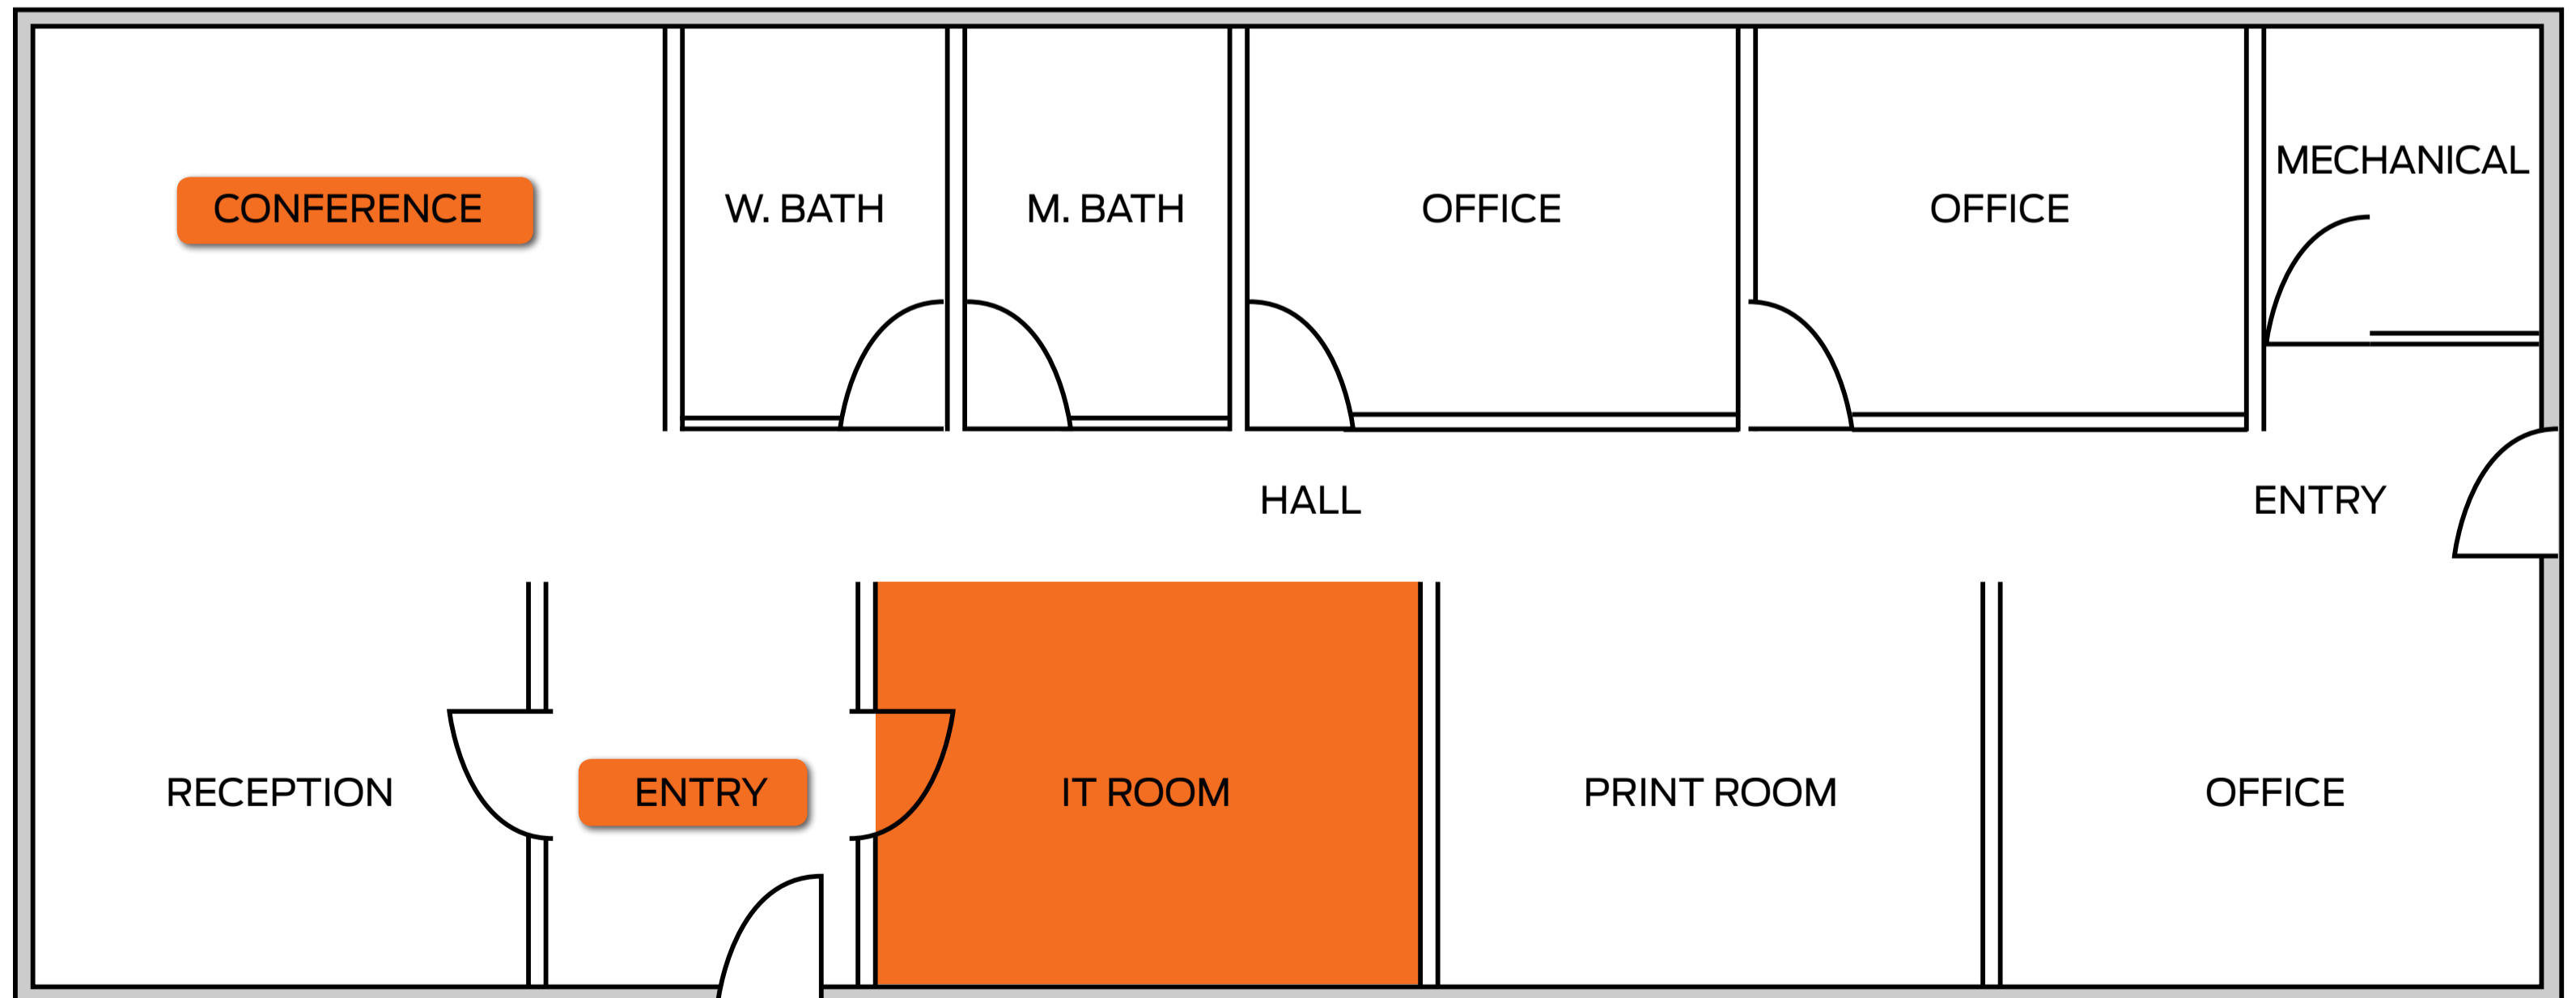 CONFERENCE
W. BATH
M. BATH
OFFICE
OFFICE
MECHANICAL
HALL
ENTRY
RECEPTION
ENTRY
IT ROOM
PRINT ROOM
OFFICE